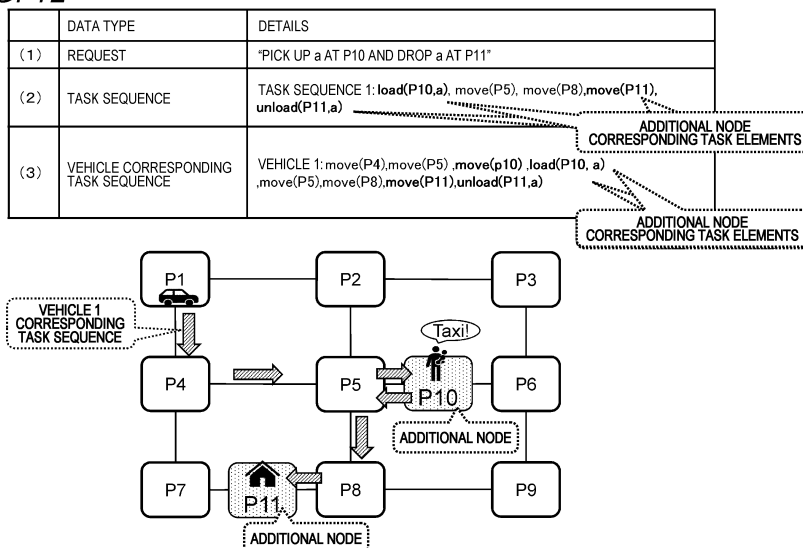 DATA TYPE
DETAILS
(1)
REQUEST
"PICK UP a AT P10 AND DROP a AT P11"
(2)
TASK SEQUENCE
TASK SEQUENCE 1: load(P10,a), move(P5), move(P8),move(P11),
unload(P11,a)
ADDITIONAL NODE
CORRESPONDING TASK ELEMENTS
(3)
VEHICLE CORRESPONDING
TASK SEQUENCE
VEHICLE 1: move(P4),move(P5) ,move(p10) ,load(P10, a)
,move(P5),move(P8),move(P11),unload(P11,a)
ADDITIONAL NODE
CORRESPONDING TASK ELEMENTS
P1
P2
P3
VEHICLE 1
CORRESPONDING
TASK SEQUENCE
Taxi!
P4
P5
P10
P6
ADDITIONAL NODE
P7
P11
P8
P9
ADDITIONAL NODE